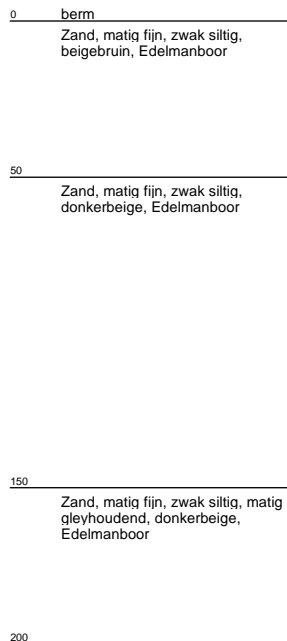 0 berm
Zand, matig fijn, zwak siltig,
beigebruin, Edelmanboor
50
Zand, matig fijn, zwak siltig,
donkerbeige, Edelmanboor
150
Zand, matig fijn, zwak siltig, matig
gleyhoudend, donkerbeige,
Edelmanboor
200